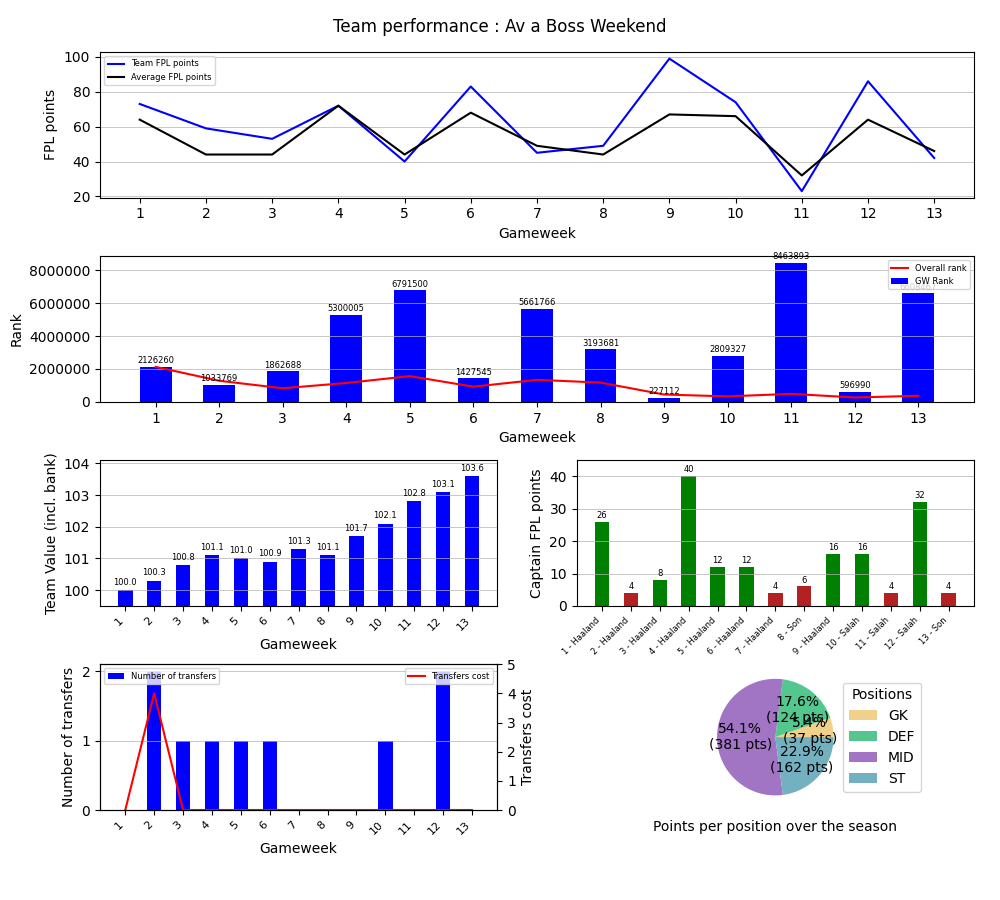 Team performance : Av a Boss Weekend
100
80
60
40
20
FPL points
Team FPL points
Average FPL points
1 2 3 4 5 6 7 8 9 10 11 12 13
Gameweek
8000000
6000000
4000000
2000000
0
Rank
Overall rank
GW Rank
2126260
1033769
1862688
5300005
6791500
1427545
5661766
3193681
227112
2809327
8463893
596990
1 2 3 4 5 6 7 8 9 10 11 12 13
Gameweek
104
103
102
101
100
Team Value (incl. bank)
100.0
100.3
100.8
101.1
101.0
100.9
101.3
101.1
101.7
102.1
102.8
103.1
103.6
1 2 3 4 5 6 7 8 9 10 11 12 13
Gameweek
40
30
20
10
0
Captain FPL points
26
4
8
40
12
12
4
6
16
16
4
32
4
1 - Haaland
2 - Haaland
3 - Haaland
4 - Haaland
5 - Haaland
6 - Haaland
7 - Haaland
8 - Son
9 - Haaland
10 - Salah
11 - Salah
12 - Salah
13 - Son
2
1
0
Number of transfers
Number of transfers
Transfers cost
5
4
3
2
1
0
Transfers cost
1 2 3 4 5 6 7 8 9 10 11 12 13
Gameweek
17.6%
(124 pts)
5.4%
(37 pts)
54.1%
(381 pts)
22.9%
(162 pts)
Positions
GK
DEF
MID
ST
Points per position over the season